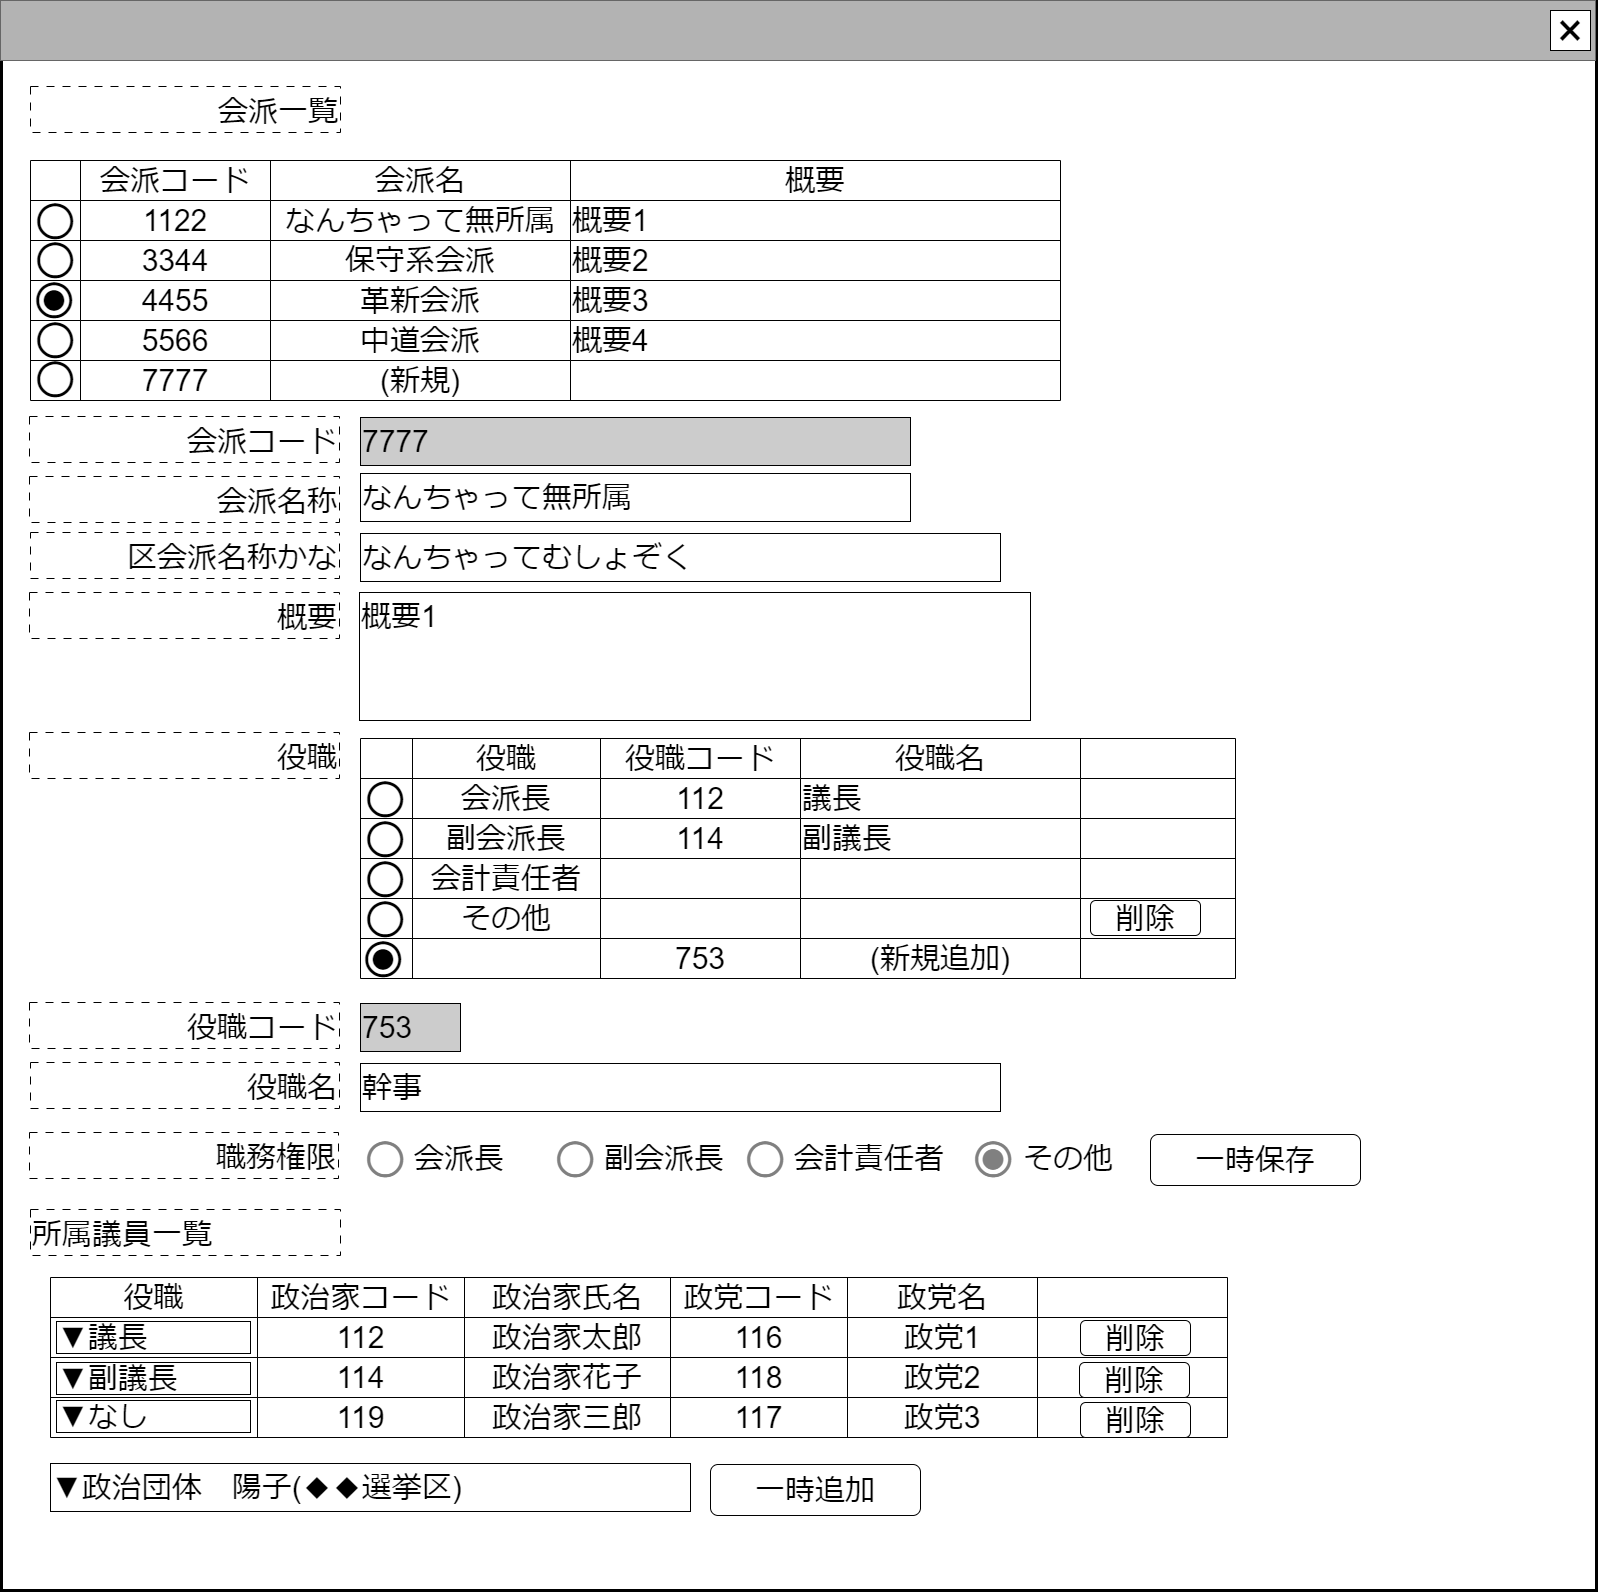 会派一覧
会派コード 会派名 概要
1122 なんちゃって無所属 概要1
3344 保守系会派 概要2
4455 革新会派 概要3
5566 中道会派 概要4
7777 (新規)
会派コード 7777
会派名称 なんちゃって無所属
区会派名称かな なんちゃってむしょぞく
概要 概要1
役職 役職 役職コード 役職名
会派長 112 議長
副会派長 114 副議長
会計責任者
その他 削除
753 (新規追加)
役職コード 753
役職名 幹事
職務権限 会派長 副会派長 会計責任者 その他 一時保存
所属議員一覧
役職 政治家コード 政治家氏名 政党コード 政党名
▼議長 112 政治家太郎 116 政党1 削除
▼副議長 114 政治家花子 118 政党2 削除
▼なし 119 政治家三郎 117 政党3 削除
▼政治団体　陽子(◆◆選挙区) 一時追加